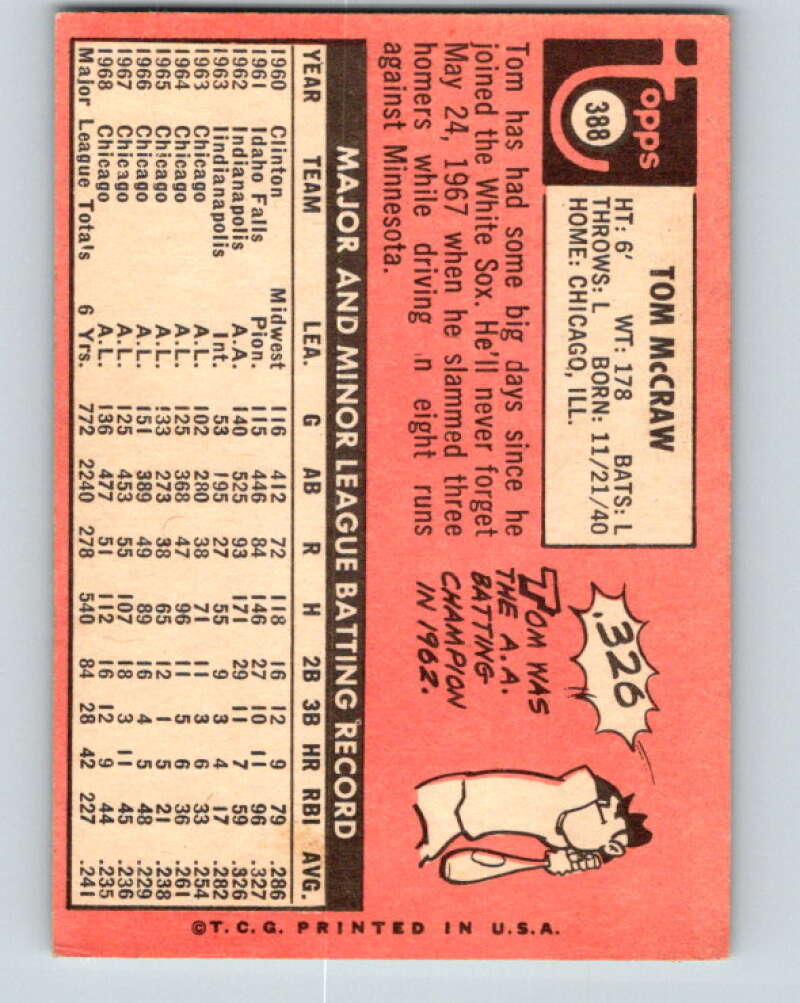 Topps
388
TOM McCRAW
HT: 6' WT: 178 BATS: L
THROWS: L BORN: 11/21/40
HOME: CHICAGO, ILL.
Tom has had some big days since he
joined the White Sox. He'll never forget
May 24, 1967 when he slammed three
homers while driving in eight runs
against Minnesota.
.326
TOM WAS
THE A.A.
BATTING
CHAMPION
IN 1962.
MAJOR AND MINOR LEAGUE BATTING RECORD
YEAR TEAM LEA. G AB R H 2B 3B HR RBI AVG.
1960 Clinton Midwest 116 412 72 118 16 12 9 79 .286
1961 Idaho Falls Pion. 115 446 84 146 27 10 11 96 .327
1962 Indianapolis A.A. 140 525 93 171 29 11 7 59 .326
1963 Iindianapolis Int. 53 195 27 55 9 3 4 17 .282
1963 Chicago A.L. 102 280 38 71 11 3 6 33 .254
1964 Chicago A.L. 125 368 47 96 11 5 6 36 .261
1965 Chicago A.L. 133 273 38 65 12 1 5 21 .238
1966 Chicago A.L. 151 389 49 89 16 4 5 48 .229
1967 Chicago A.L. 125 453 55 107 18 3 11 45 .236
1968 Chicago A.L. 136 477 51 112 16 12 9 44 .235
Major League Totals 6 Yrs. 772 2240 278 540 84 28 42 227 .241
©T.C.G. PRINTED IN U.S.A.